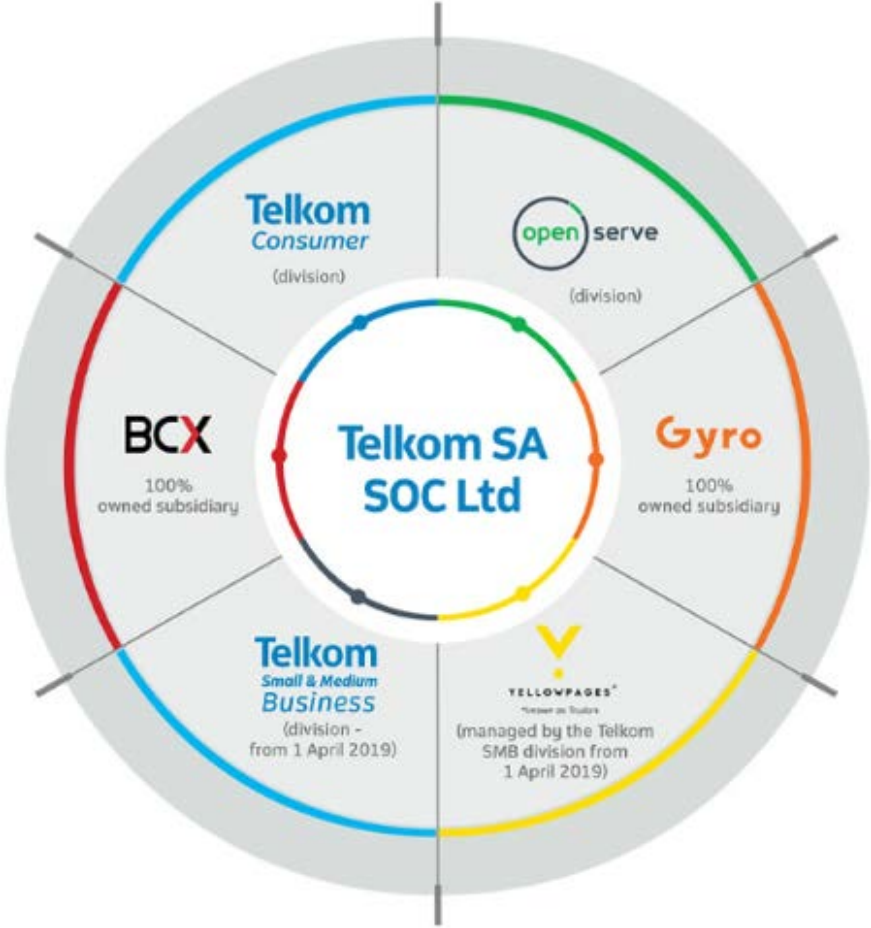 Telkom
Consumer
(division)
open serve
(division)
BCX
100%
owned subsidiary
Telkom SA
SOC Ltd
Gyro
100%
owned subsidiary
Telkom
Small & Medium
Business
(division -
from 1 April 2019)
YELLOWPAGES
(managed by the Telkom
SMB division from
1 April 2019)